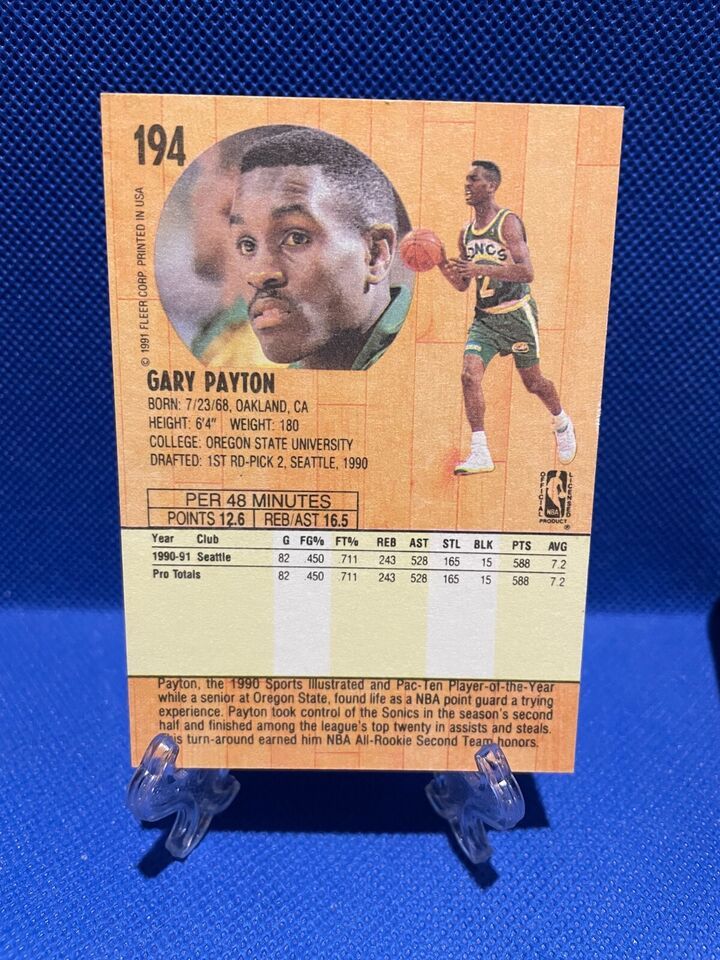 194
© 1991 FLEER CORP. PRINTED IN USA
SONICS
2
GARY PAYTON
BORN: 7/23/68, OAKLAND, CA
HEIGHT: 6'4" WEIGHT: 180
COLLEGE: OREGON STATE UNIVERSITY
DRAFTED: 1ST RD-PICK 2, SEATTLE, 1990
OFFICIAL LICENSED
NBA
PRODUCT ®
PER 48 MINUTES
POINTS 12.6 REB/AST 16.5
Year Club G FG% FT% REB AST STL BLK PTS AVG
1990-91 Seattle 82 .450 .711 243 528 165 15 588 7.2
Pro Totals 82 .450 .711 243 528 165 15 588 7.2
Payton, the 1990 Sports Illustrated and Pac-Ten Player-of-the-Year
while a senior at Oregon State, found life as a NBA point guard a trying
experience. Payton took control of the Sonics in the season's second
half and finished among the league's top twenty in assists and steals.
is turn-around earned him NBA All-Rookie Second Team honors.